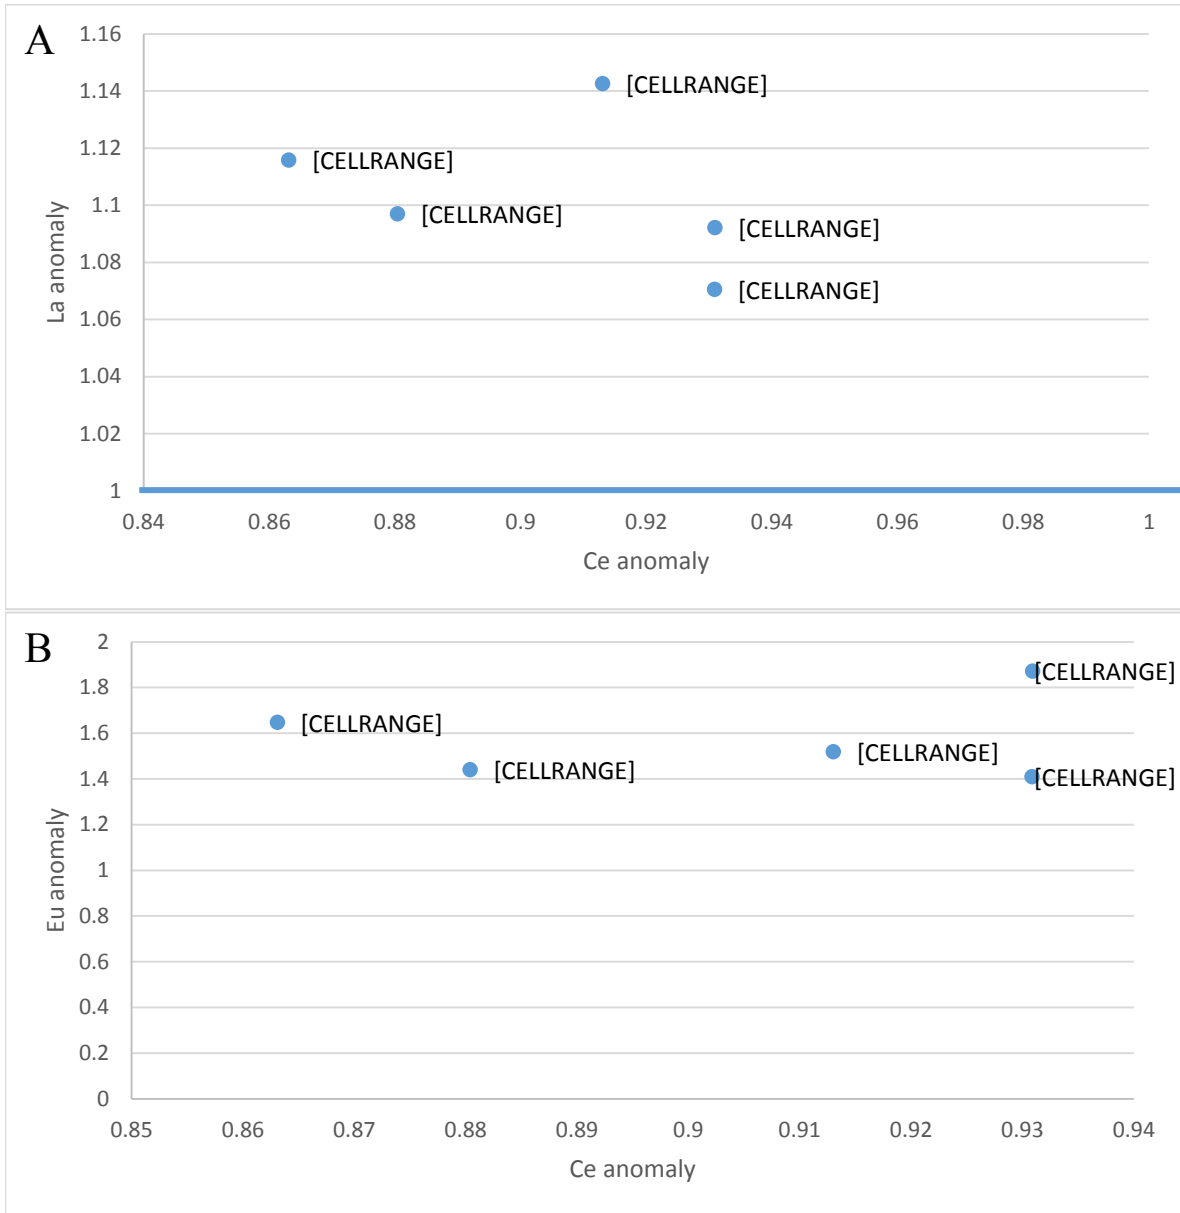 A
1.16
1.14
1.12
1.1
1.08
1.06
1.04
1.02
1
La anomaly
[CELLRANGE]
[CELLRANGE]
[CELLRANGE]
[CELLRANGE]
[CELLRANGE]
0.84 0.86 0.88 0.9 0.92 0.94 0.96 0.98 1
Ce anomaly
B
2
1.8
1.6
1.4
1.2
1
0.8
0.6
0.4
0.2
0
Eu anomaly
[CELLRANGE]
[CELLRANGE]
[CELLRANGE]
[CELLRANGE]
[CELLRANGE]
0.85 0.86 0.87 0.88 0.89 0.9 0.91 0.92 0.93 0.94
Ce anomaly